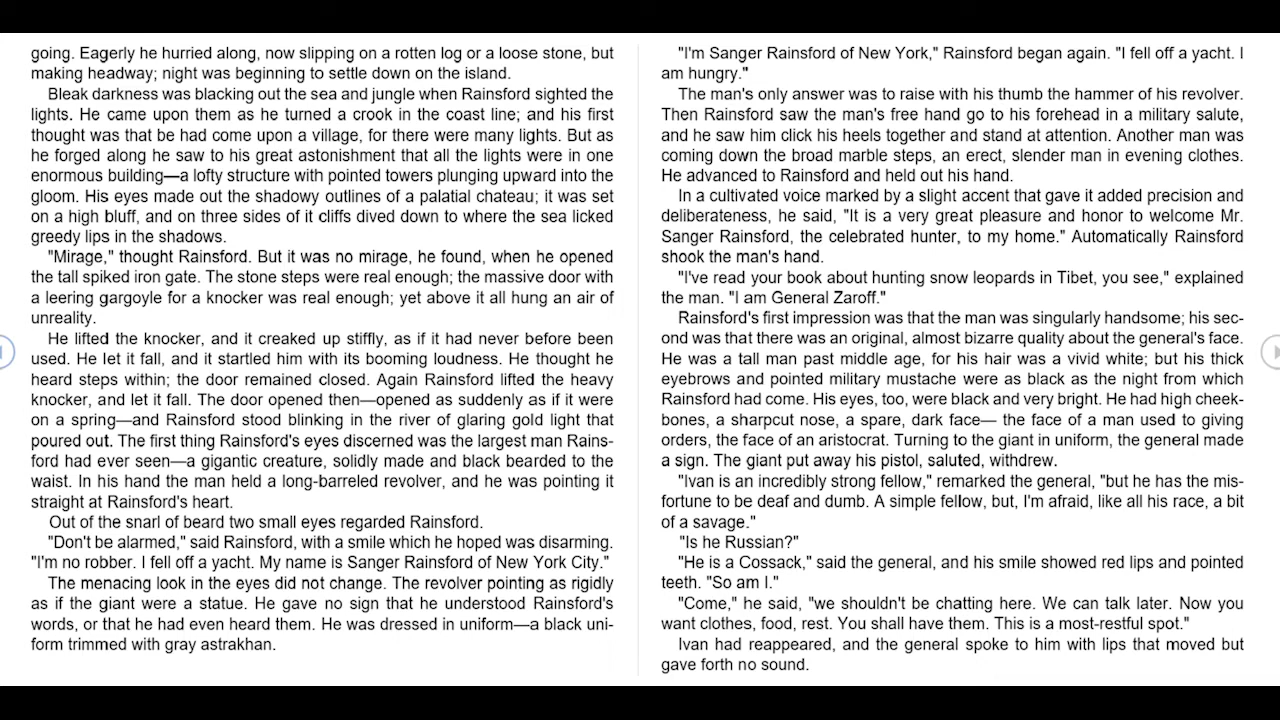 going. Eagerly he hurried along, now slipping on a rotten log or a loose stone, but
making headway; night was beginning to settle down on the island.
Bleak darkness was blacking out the sea and jungle when Rainsford sighted the
lights. He came upon them as he turned a crook in the coast line; and his first
thought was that be had come upon a village, for there were many lights. But as
he forged along he saw to his great astonishment that all the lights were in one
enormous building—a lofty structure with pointed towers plunging upward into the
gloom. His eyes made out the shadowy outlines of a palatial chateau; it was set
on a high bluff, and on three sides of it cliffs dived down to where the sea licked
greedy lips in the shadows.
"Mirage," thought Rainsford. But it was no mirage, he found, when he opened
the tall spiked iron gate. The stone steps were real enough; the massive door with
a leering gargoyle for a knocker was real enough; yet above it all hung an air of
unreality.
He lifted the knocker, and it creaked up stiffly, as if it had never before been
used. He let it fall, and it startled him with its booming loudness. He thought he
heard steps within; the door remained closed. Again Rainsford lifted the heavy
knocker, and let it fall. The door opened then—opened as suddenly as if it were
on a spring—and Rainsford stood blinking in the river of glaring gold light that
poured out. The first thing Rainsford's eyes discerned was the largest man Rains-
ford had ever seen—a gigantic creature, solidly made and black bearded to the
waist. In his hand the man held a long-barreled revolver, and he was pointing it
straight at Rainsford's heart.
Out of the snarl of beard two small eyes regarded Rainsford.
"Don't be alarmed," said Rainsford, with a smile which he hoped was disarming.
"I'm no robber. I fell off a yacht. My name is Sanger Rainsford of New York City."
The menacing look in the eyes did not change. The revolver pointing as rigidly
as if the giant were a statue. He gave no sign that he understood Rainsford's
words, or that he had even heard them. He was dressed in uniform—a black uni-
form trimmed with gray astrakhan.
"I'm Sanger Rainsford of New York," Rainsford began again. "I fell off a yacht. I
am hungry."
The man's only answer was to raise with his thumb the hammer of his revolver.
Then Rainsford saw the man's free hand go to his forehead in a military salute,
and he saw him click his heels together and stand at attention. Another man was
coming down the broad marble steps, an erect, slender man in evening clothes.
He advanced to Rainsford and held out his hand.
In a cultivated voice marked by a slight accent that gave it added precision and
deliberateness, he said, "It is a very great pleasure and honor to welcome Mr.
Sanger Rainsford, the celebrated hunter, to my home." Automatically Rainsford
shook the man's hand.
"I've read your book about hunting snow leopards in Tibet, you see," explained
the man. "I am General Zaroff."
Rainsford's first impression was that the man was singularly handsome; his sec-
ond was that there was an original, almost bizarre quality about the general's face.
He was a tall man past middle age, for his hair was a vivid white; but his thick
eyebrows and pointed military mustache were as black as the night from which
Rainsford had come. His eyes, too, were black and very bright. He had high cheek-
bones, a sharpcut nose, a spare, dark face— the face of a man used to giving
orders, the face of an aristocrat. Turning to the giant in uniform, the general made
a sign. The giant put away his pistol, saluted, withdrew.
"Ivan is an incredibly strong fellow," remarked the general, "but he has the mis-
fortune to be deaf and dumb. A simple fellow, but, I'm afraid, like all his race, a bit
of a savage."
"Is he Russian?"
"He is a Cossack," said the general, and his smile showed red lips and pointed
teeth. "So am I."
"Come," he said, "we shouldn't be chatting here. We can talk later. Now you
want clothes, food, rest. You shall have them. This is a most-restful spot."
Ivan had reappeared, and the general spoke to him with lips that moved but
gave forth no sound.